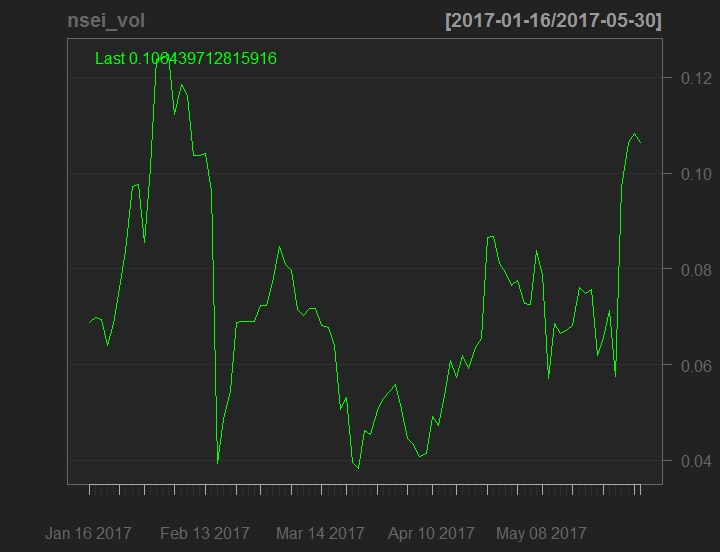 nsei_vol [2017-01-16/2017-05-30]
Last 0.106439712815916
0.12
0.10
0.08
0.06
0.04
Jan 16 2017 Feb 13 2017 Mar 14 2017 Apr 10 2017 May 08 2017